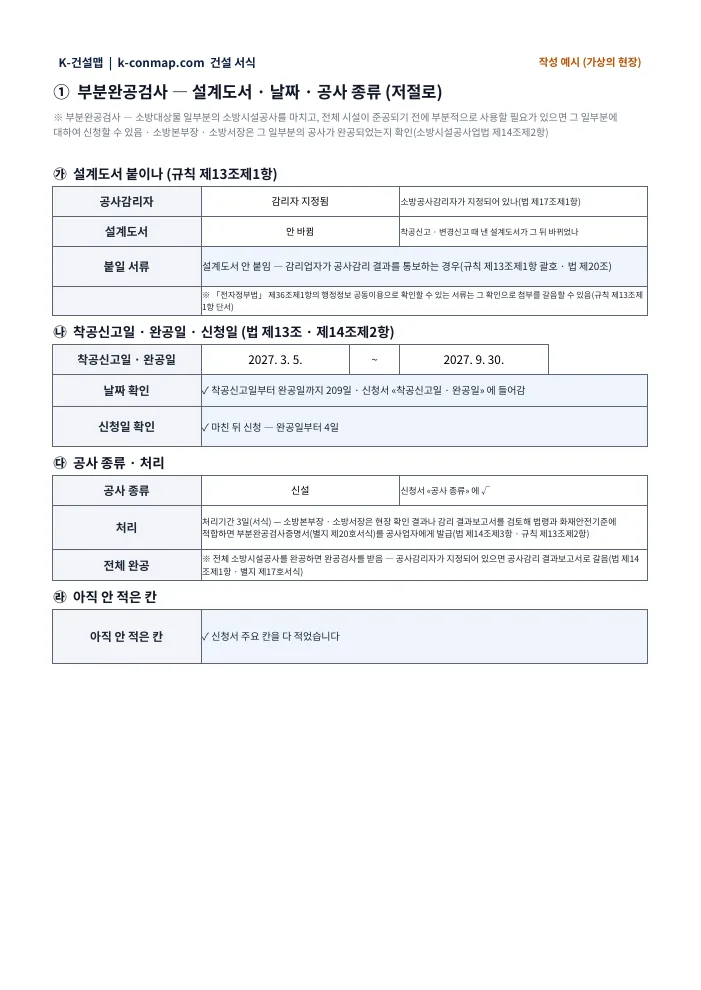 K-건설맵 | k-conmap.com 건설 서식
작성 예시 (가상의 현장)
① 부분완공검사 — 설계도서 · 날짜 · 공사 종류 (저절로)
※ 부분완공검사 — 소방대상물 일부분의 소방시설공사를 마치고, 전체 시설이 준공되기 전에 부분적으로 사용할 필요가 있으면 그 일부분에
대하여 신청할 수 있음 · 소방본부장 · 소방서장은 그 일부분의 공사가 완공되었는지 확인(소방시설공사업법 제14조제2항)
㉮ 설계도서 붙이나 (규칙 제13조제1항)
공사감리자 감리자 지정됨 소방공사감리자가 지정되어 있나(법 제17조제1항)
설계도서 안 바뀜 착공신고 · 변경신고 때 낸 설계도서가 그 뒤 바뀌었나
붙일 서류 설계도서 안 붙임 — 감리업자가 공사감리 결과를 통보하는 경우(규칙 제13조제1항 괄호 · 법 제20조)
※ 「전자정부법」 제36조제1항의 행정정보 공동이용으로 확인할 수 있는 서류는 그 확인으로 첨부를 갈음할 수 있음(규칙 제13조제
1항 단서)
㉯ 착공신고일 · 완공일 · 신청일 (법 제13조 · 제14조제2항)
착공신고일 · 완공일 2027. 3. 5. ~ 2027. 9. 30.
날짜 확인 ✓ 착공신고일부터 완공일까지 209일 · 신청서 «착공신고일 · 완공일» 에 들어감
신청일 확인 ✓ 마친 뒤 신청 — 완공일부터 4일
㉰ 공사 종류 · 처리
공사 종류 신설 신청서 «공사 종류» 에 √
처리 처리기간 3일(서식) — 소방본부장 · 소방서장은 현장 확인 결과나 감리 결과보고서를 검토해 법령과 화재안전기준에
적합하면 부분완공검사증명서(별지 제20호서식)를 공사업자에게 발급(법 제14조제3항 · 규칙 제13조제2항)
전체 완공 ※ 전체 소방시설공사를 완공하면 완공검사를 받음 — 공사감리자가 지정되어 있으면 공사감리 결과보고서로 갈음(법 제14
조제1항 · 별지 제17호서식)
㉱ 아직 안 적은 칸
아직 안 적은 칸 ✓ 신청서 주요 칸을 다 적었습니다